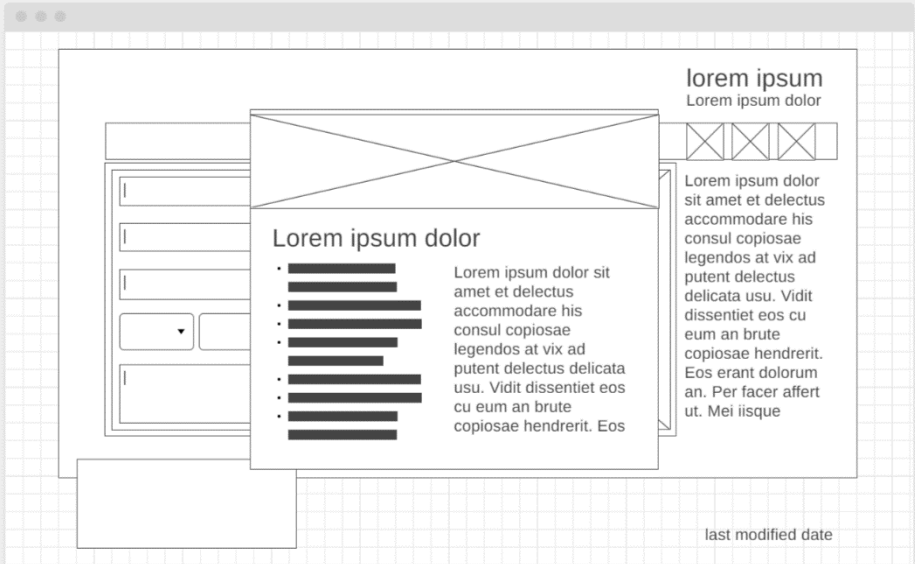 lorem ipsum
Lorem ipsum dolor
Lorem ipsum dolor
sit amet et delectus
accommodare his
consul copiosae
legendos at vix ad
putent delectus
delicata usu. Vidit
dissentiet eos cu
eum an brute
copiosae hendrerit.
Eos erant dolorum
an. Per facer affert
ut. Mei iisque
Lorem ipsum dolor
Lorem ipsum dolor sit
amet et delectus
accommodare his
consul copiosae
legendos at vix ad
putent delectus delicata
usu. Vidit dissentiet eos
cu eum an brute
copiosae hendrerit. Eos
last modified date